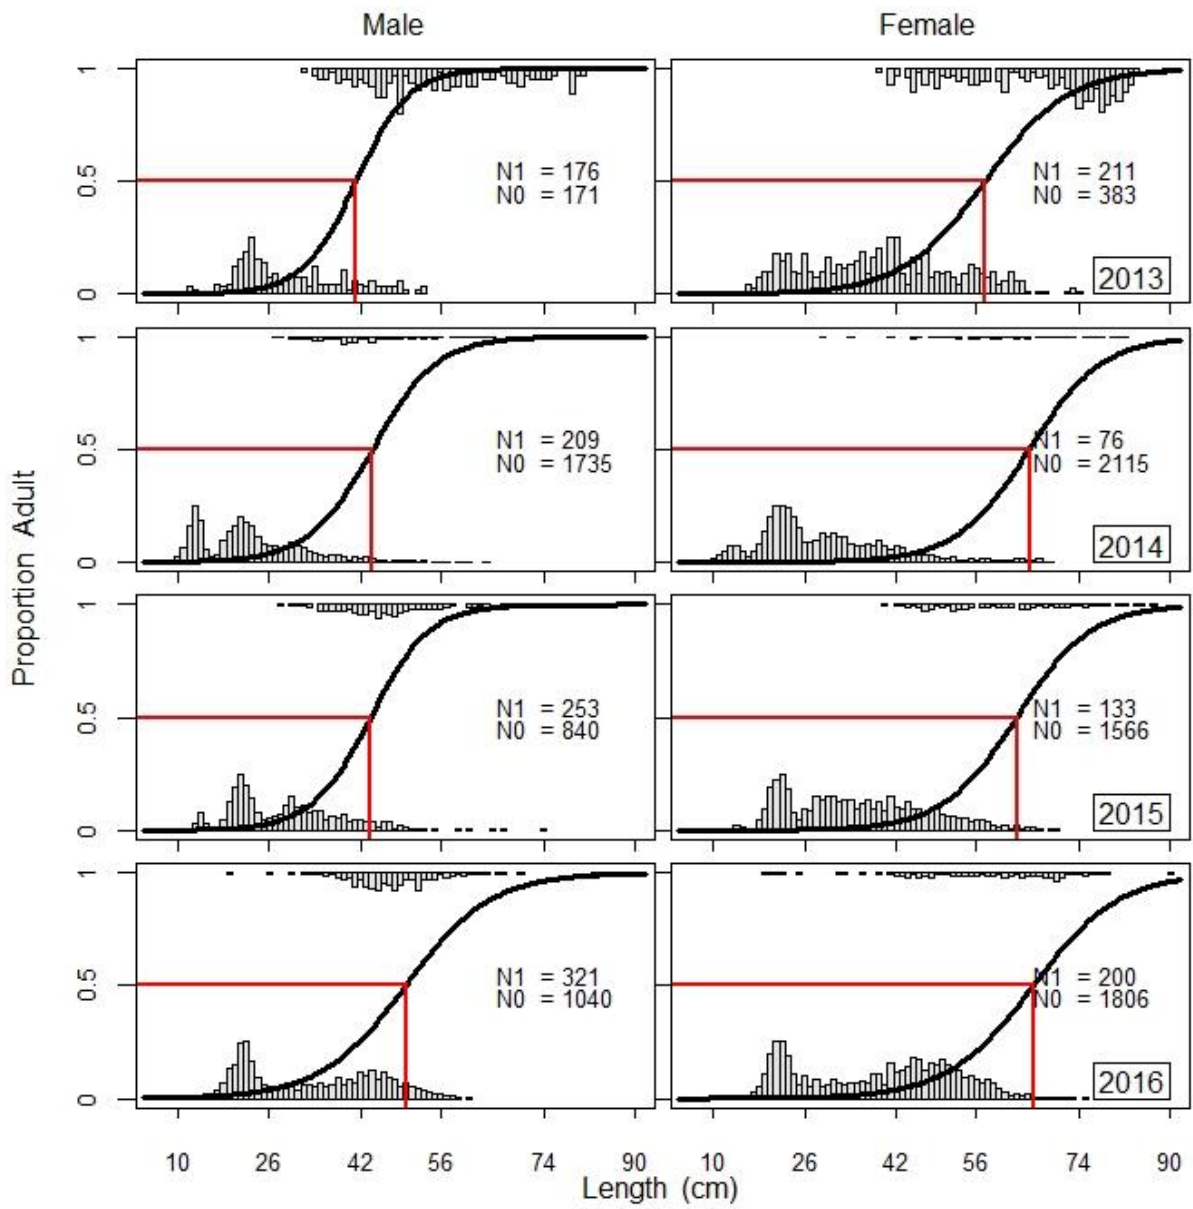 Male Female
1
0.5
0
N1 = 176
N0 = 171
N1 = 211
N0 = 383
2013
1
0.5
0
N1 = 209
N0 = 1735
N1 = 76
N0 = 2115
2014
1
0.5
0
N1 = 253
N0 = 840
N1 = 133
N0 = 1566
2015
1
0.5
0
N1 = 321
N0 = 1040
N1 = 200
N0 = 1806
2016
Proportion Adult
10 26 42 56 74 90 10 26 42 56 74 90
Length (cm)